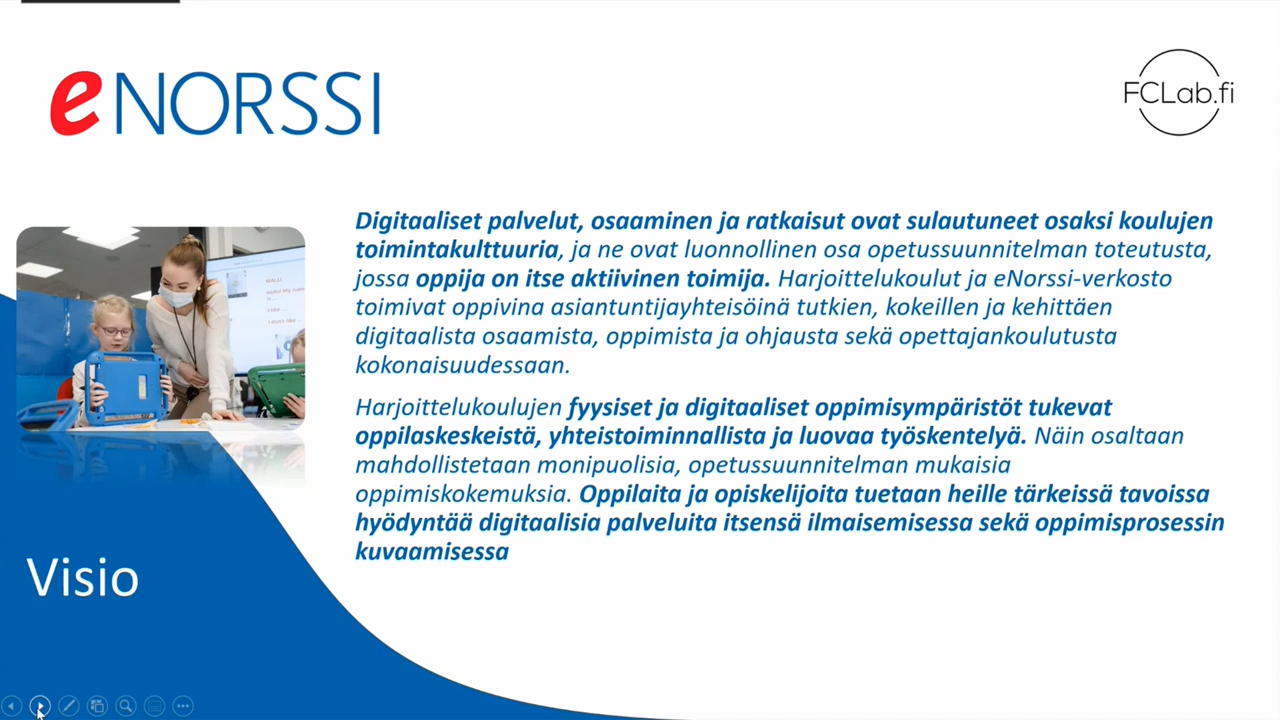 eNORSSI
FCLab.fi
Digitaaliset palvelut, osaaminen ja ratkaisut ovat sulautuneet osaksi koulujen
toimintakulttuuria, ja ne ovat luonnollinen osa opetussuunnitelman toteutusta,
jossa oppija on itse aktiivinen toimija. Harjoittelukoulut ja eNorssi-verkosto
toimivat oppivina asiantuntijayhteisöinä tutkien, kokeillen ja kehittäen
digitaalista osaamista, oppimista ja ohjausta sekä opettajankoulutusta
kokonaisuudessaan.
Harjoittelukoulujen fyysiset ja digitaaliset oppimisympäristöt tukevat
oppilaskeskeistä, yhteistoiminnallista ja luovaa työskentelyä. Näin osaltaan
mahdollistetaan monipuolisia, opetussuunnitelman mukaisia
oppimiskokemuksia. Oppilaita ja opiskelijoita tuetaan heille tärkeissä tavoissa
hyödyntää digitaalisia palveluita itsensä ilmaisemisessa sekä oppimisprosessin
kuvaamisessa
Visio